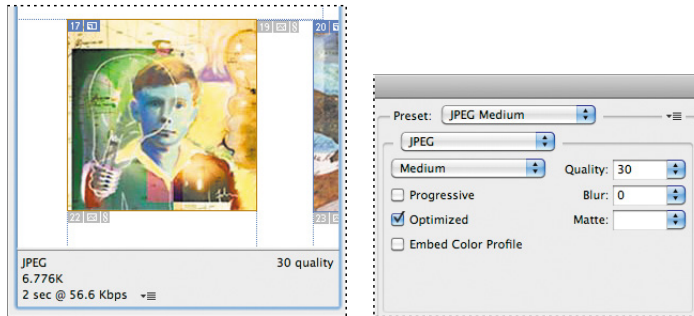 17
19
20
22
23
JPEG
30 quality
6.776K
2 sec @ 56.6 Kbps
Preset: JPEG Medium
JPEG
Medium
Quality: 30
Progressive
Blur: 0
Optimized
Matte:
Embed Color Profile